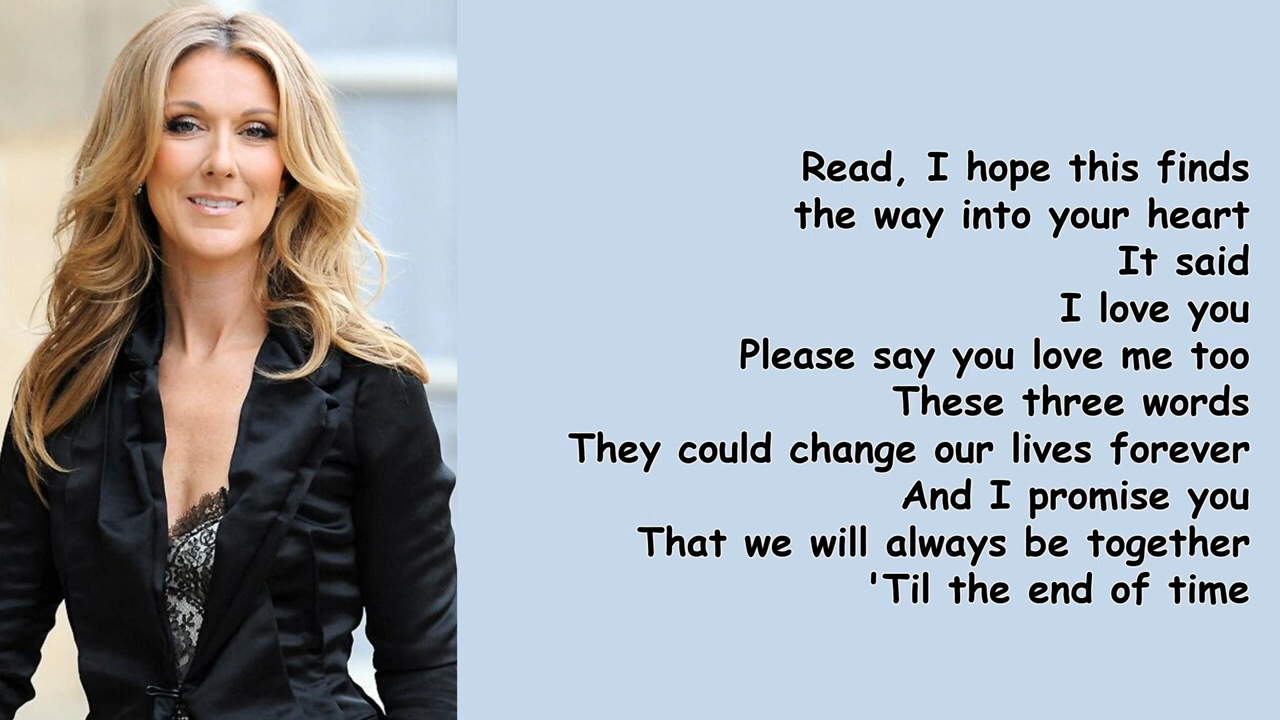 Read, I hope this finds
the way into your heart
It said
I love you
Please say you love me too
These three words
They could change our lives forever
And I promise you
That we will always be together
'Til the end of time